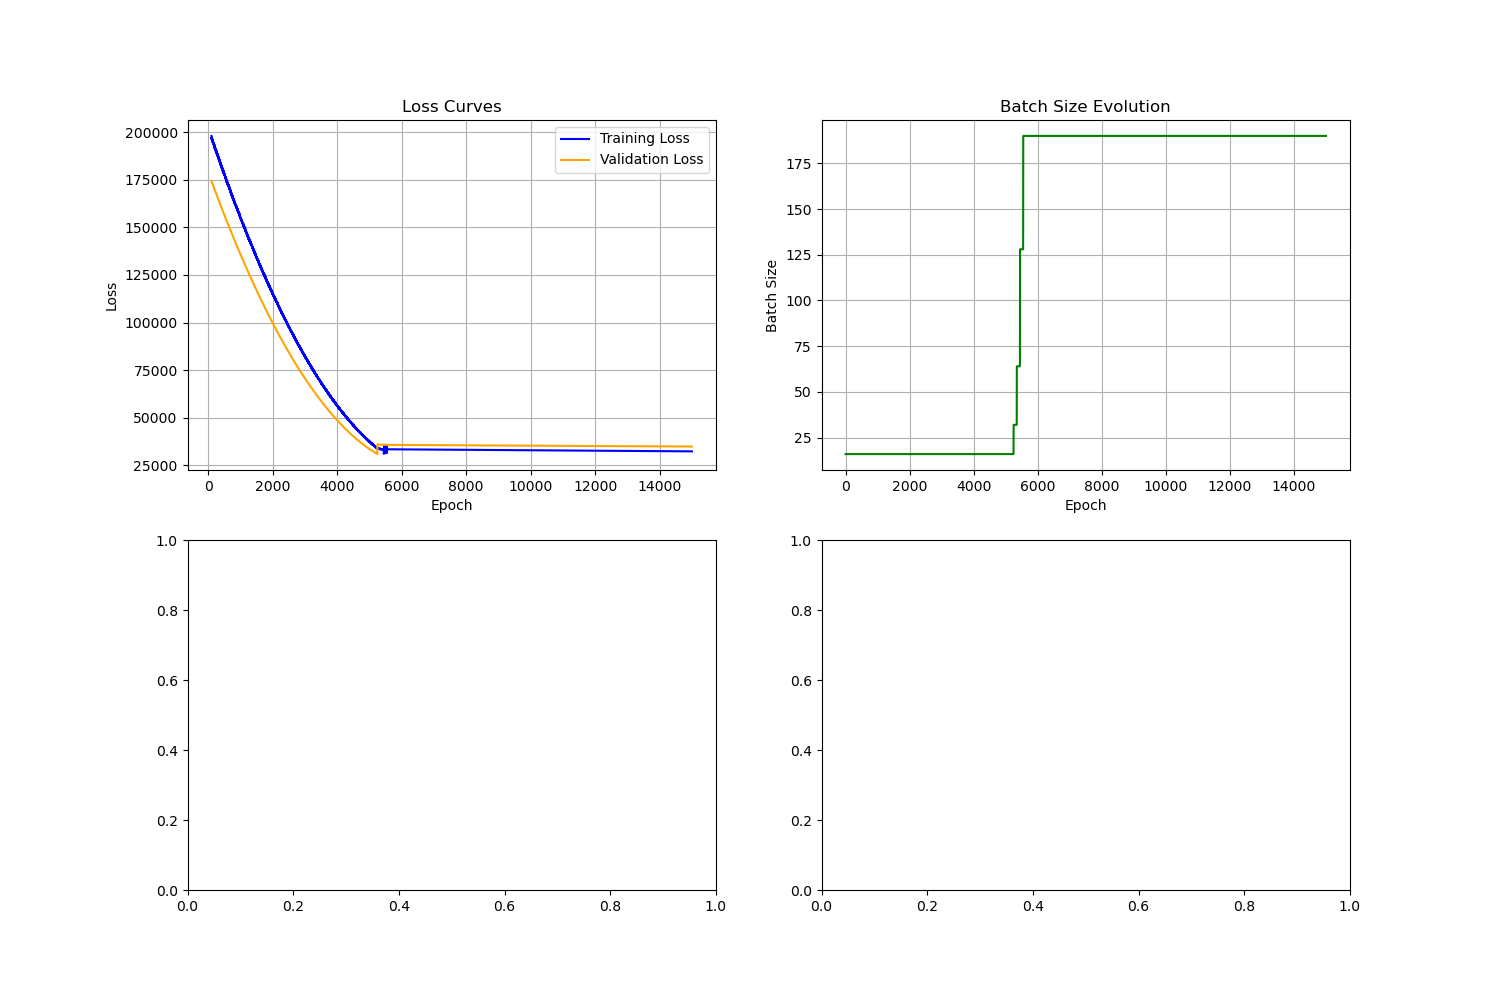 Loss Curves
200000
175000
150000
125000
100000
75000
50000
25000
Loss
Training Loss
Validation Loss
0 2000 4000 6000 8000 10000 12000 14000
Epoch
Batch Size Evolution
175
150
125
100
75
50
25
Batch Size
0 2000 4000 6000 8000 10000 12000 14000
Epoch
1.0
0.8
0.6
0.4
0.2
0.0
0.0 0.2 0.4 0.6 0.8 1.0
1.0
0.8
0.6
0.4
0.2
0.0
0.0 0.2 0.4 0.6 0.8 1.0